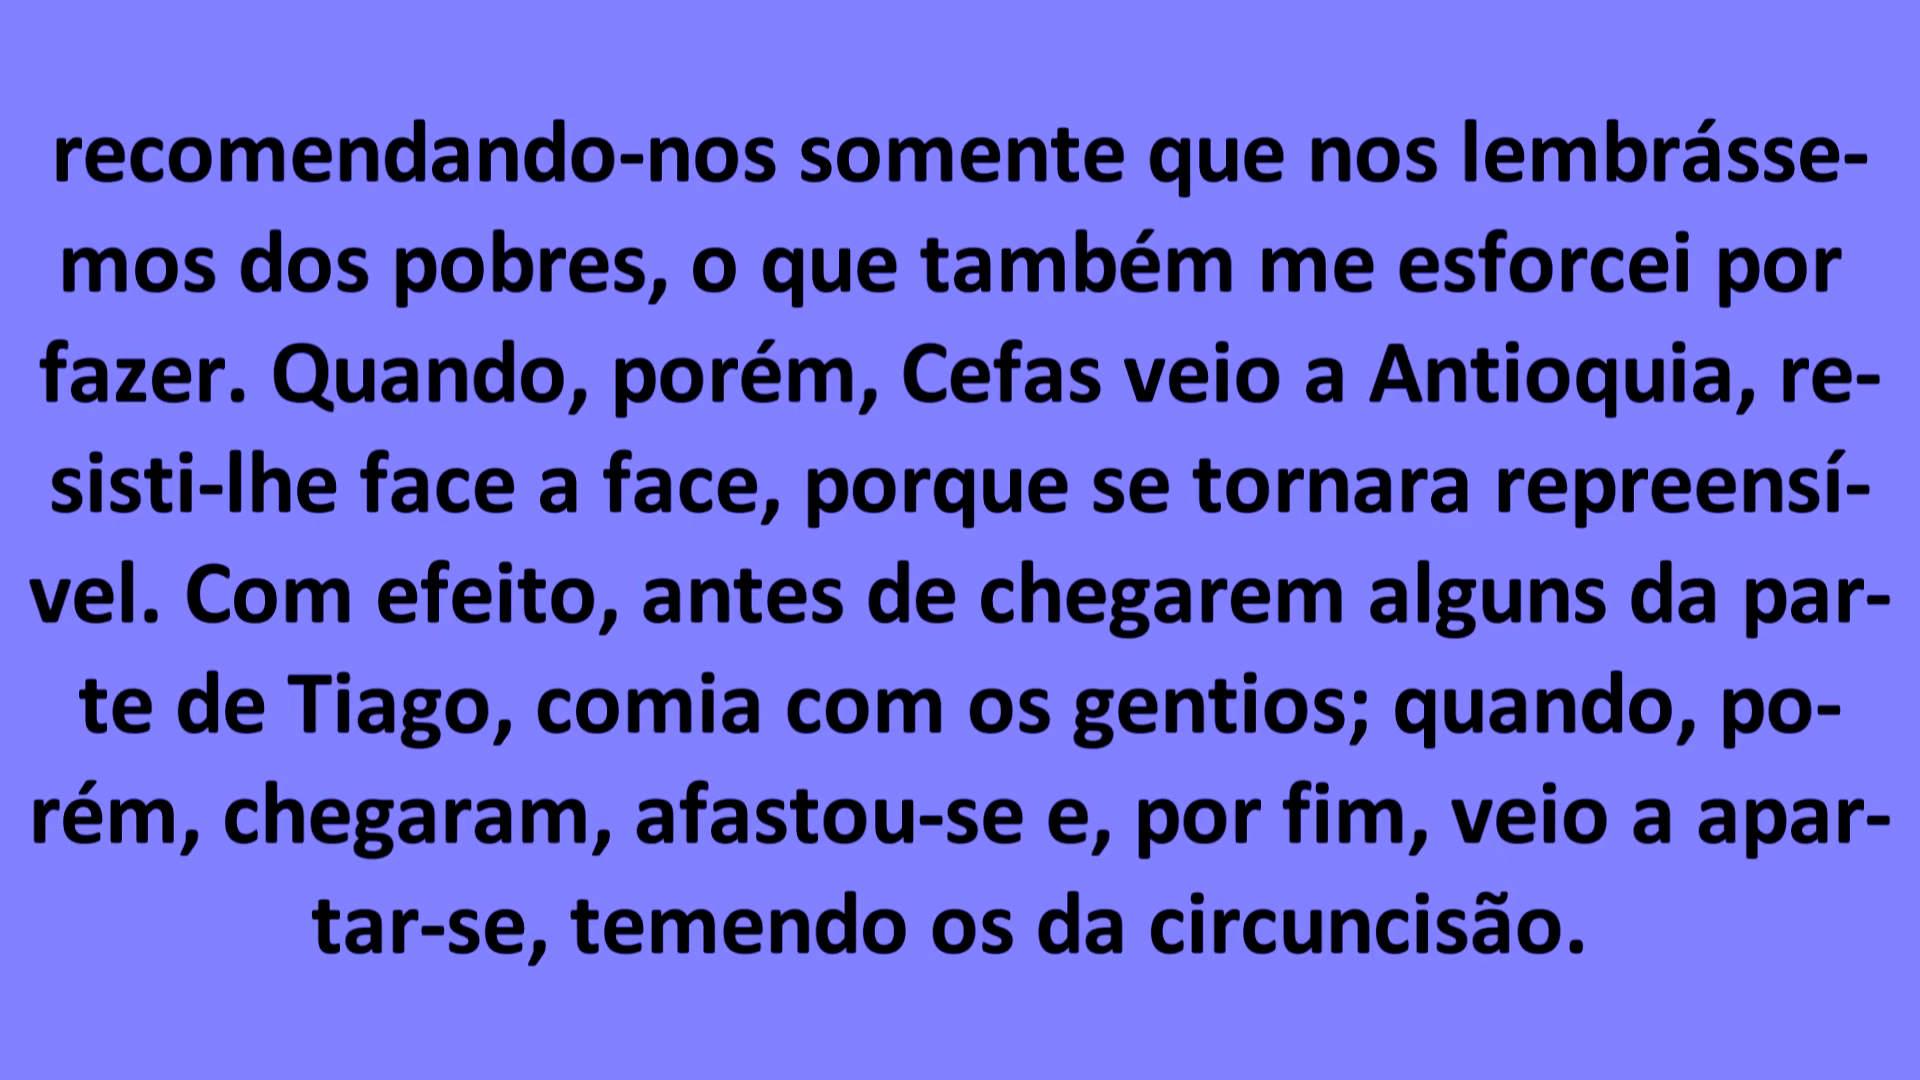 recomendando-nos somente que nos lembrásse-
mos dos pobres, o que também me esforcei por
fazer. Quando, porém, Cefas veio a Antioquia, re-
sisti-lhe face a face, porque se tornara repreensí-
vel. Com efeito, antes de chegarem alguns da par-
te de Tiago, comia com os gentios; quando, po-
rém, chegaram, afastou-se e, por fim, veio a apar-
tar-se, temendo os da circuncisão.